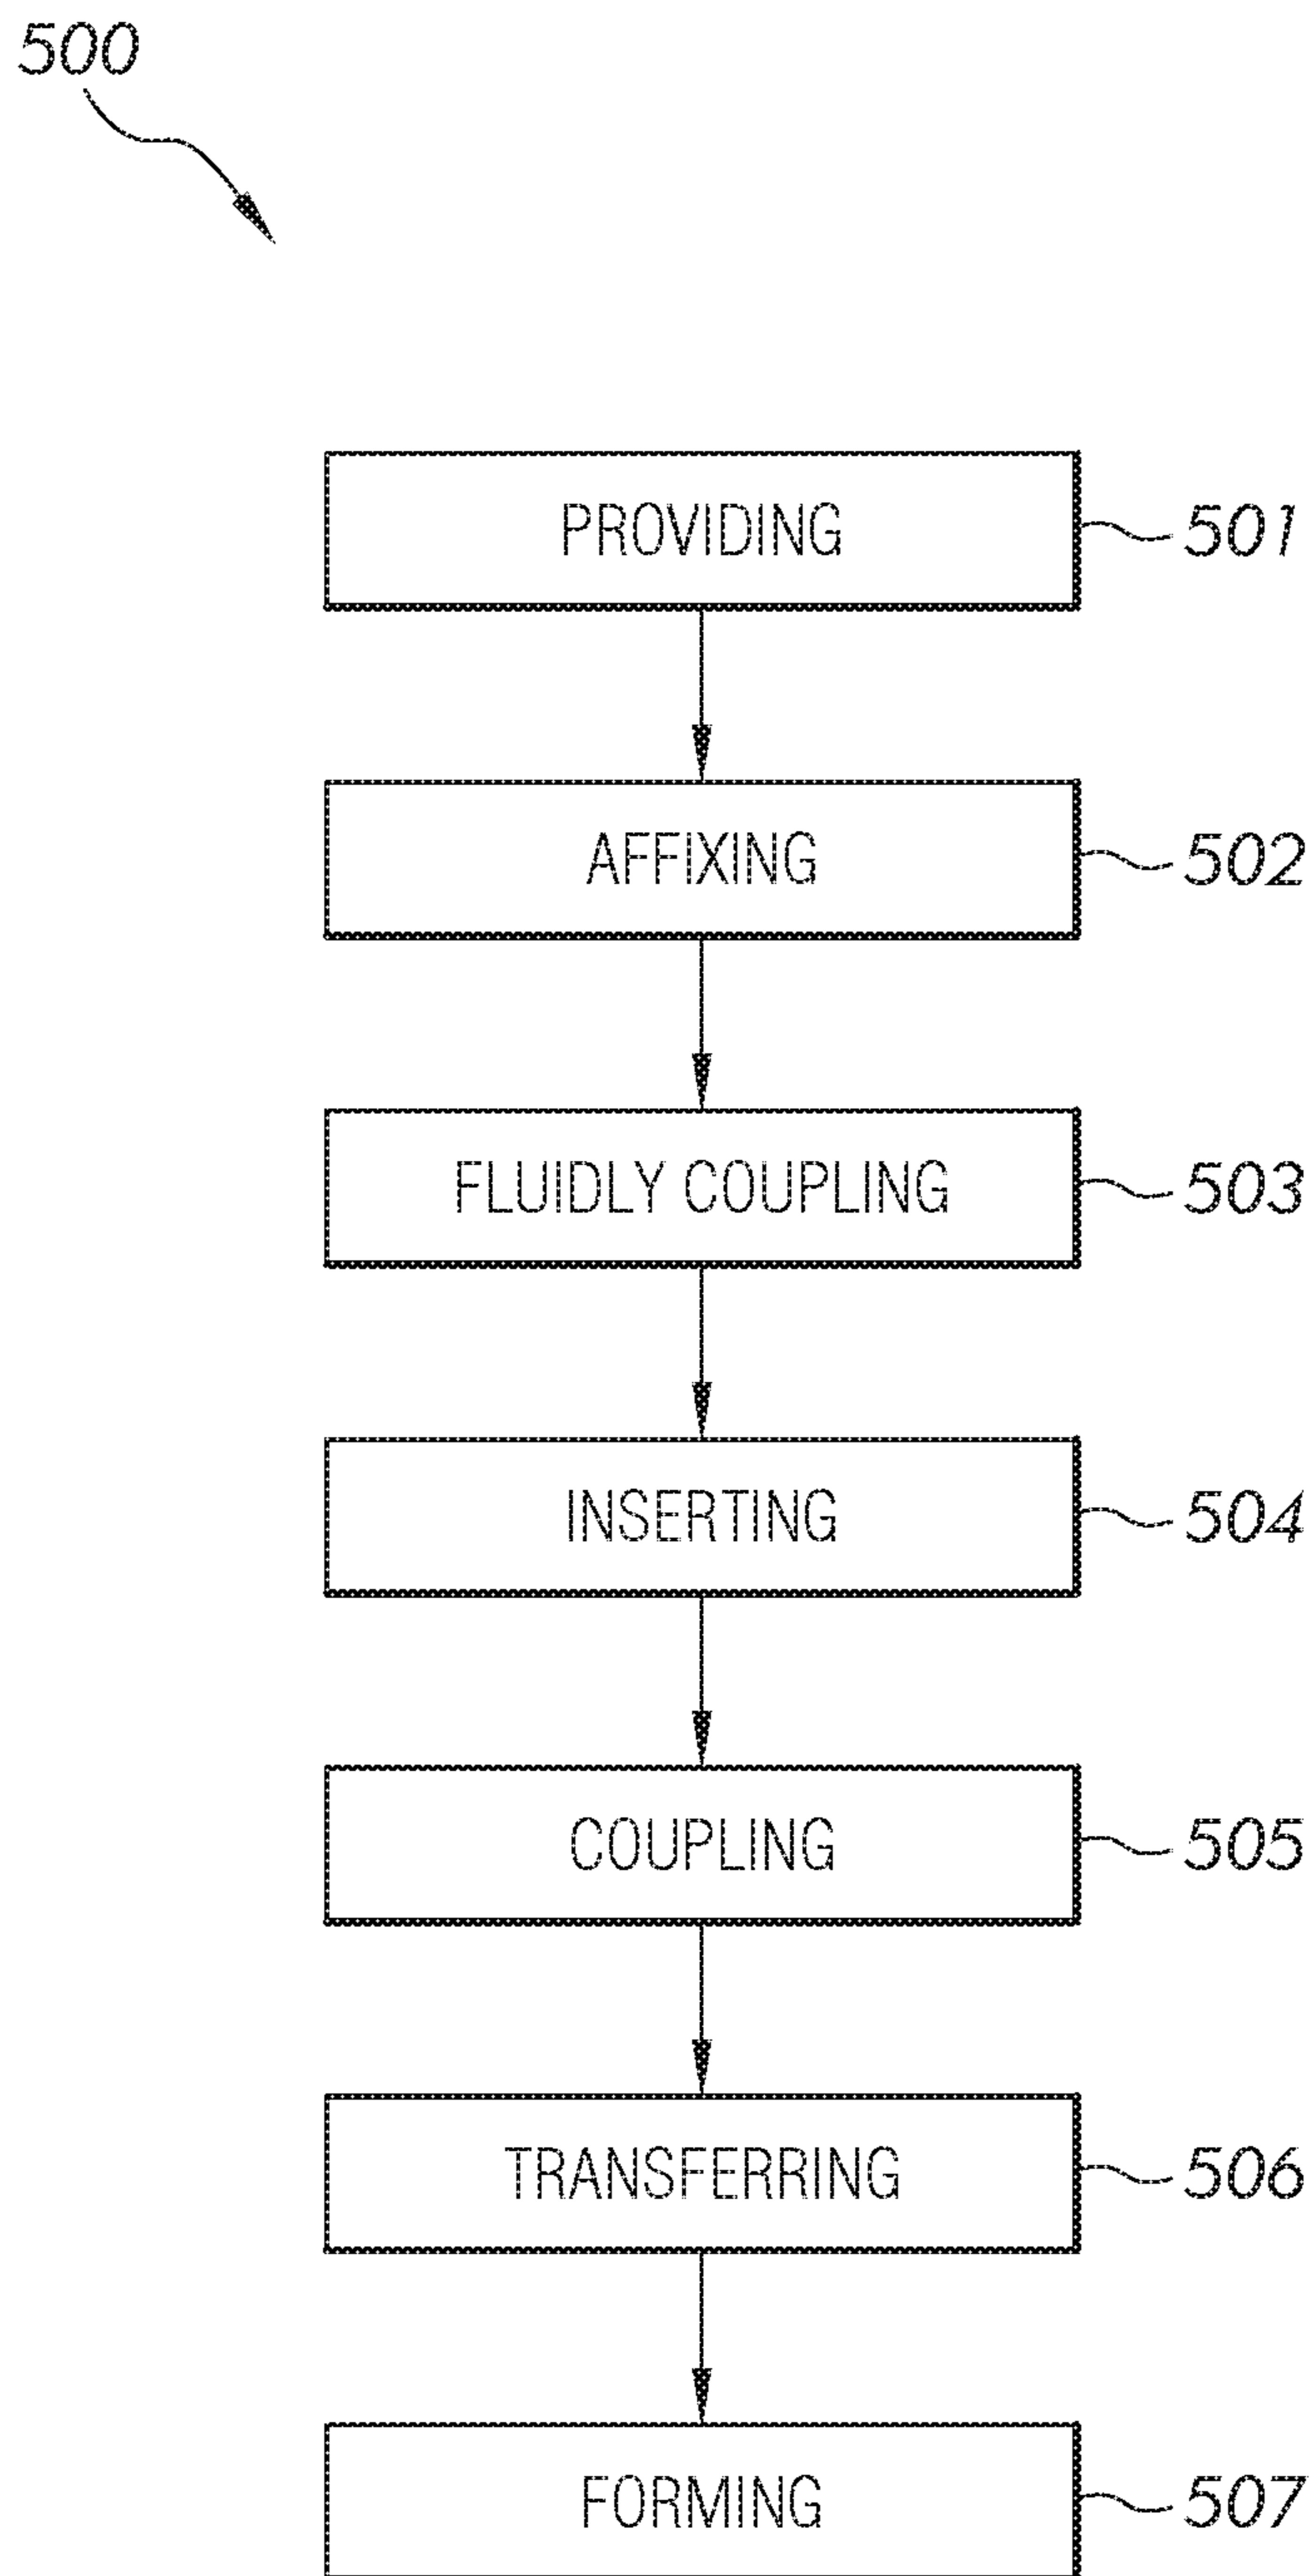 500
PROVIDING 501
AFFIXING 502
FLUIDLY COUPLING 503
INSERTING 504
COUPLING 505
TRANSFERRING 506
FORMING 507